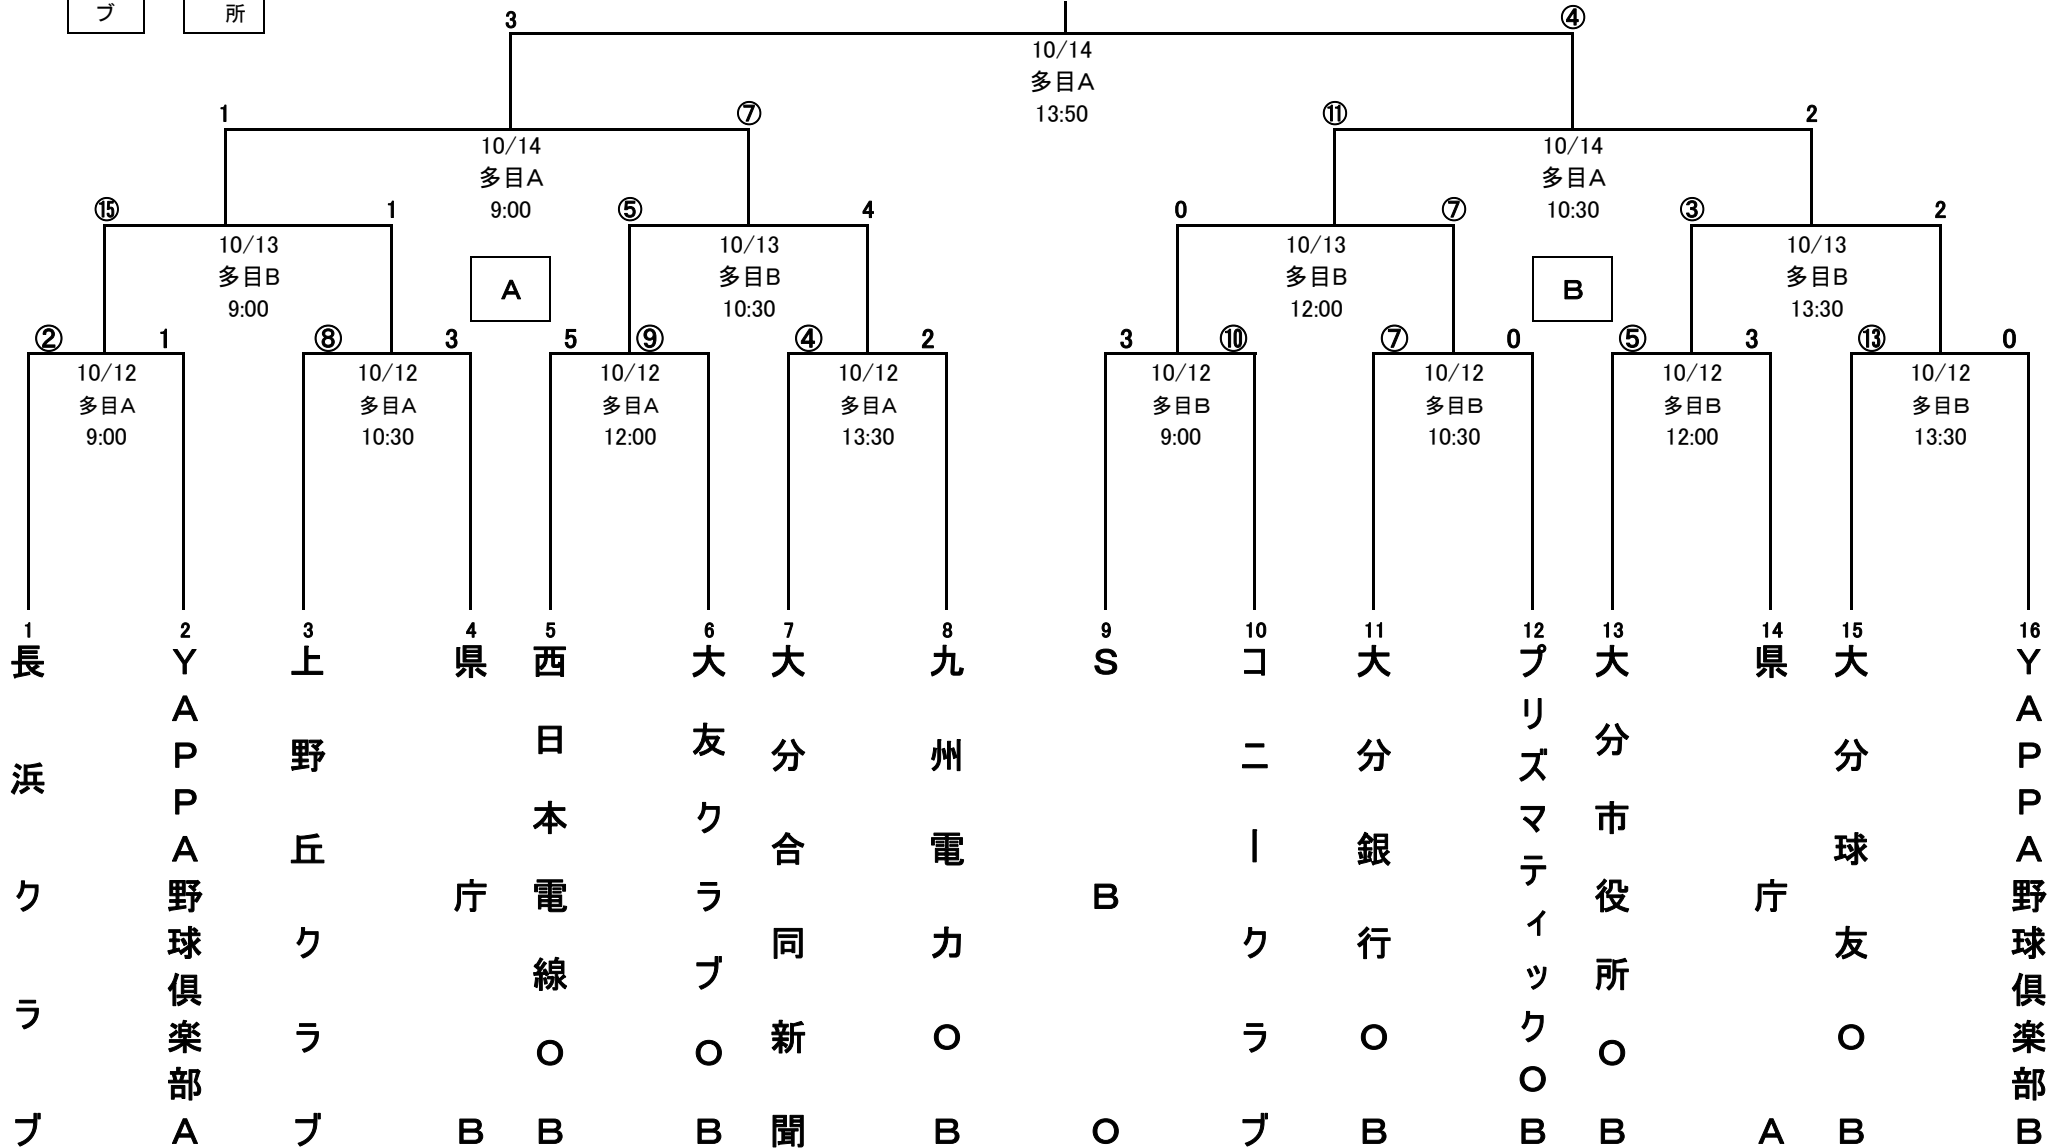 ブ 所
3 ④
10/14
多目A
13:50
1 ⑦ ⑪ 2
10/14 10/14
多目A 多目A
9:00 10:30
⑮ 1 ⑤ 4 0 ⑦ ③ 2
10/13 10/13 10/13 10/13
多目B 多目B 多目B 多目B
9:00 10:30 12:00 13:30
A B
② 1 ⑧ 3 5 ⑨ ④ 2 3 ⑩ ⑦ 0 ⑤ 3 ⑬ 0
10/12 10/12 10/12 10/12 10/12 10/12 10/12 10/12
多目A 多目A 多目A 多目A 多目B 多目B 多目B 多目B
9:00 10:30 12:00 13:30 9:00 10:30 12:00 13:30
1 2 3 4 5 6 7 8 9 10 11 12 13 14 15 16
長浜クラブ
YAPPA野球倶楽部A
上野丘クラブ
県庁B
西日本電線OB
大友クラブOB
大分合同新聞
九州電力OB
SBO
コニークラブ
大分銀行OB
プリズマティックOB
大分市役所OB
県庁A
大分球友OB
YAPPA野球倶楽部B